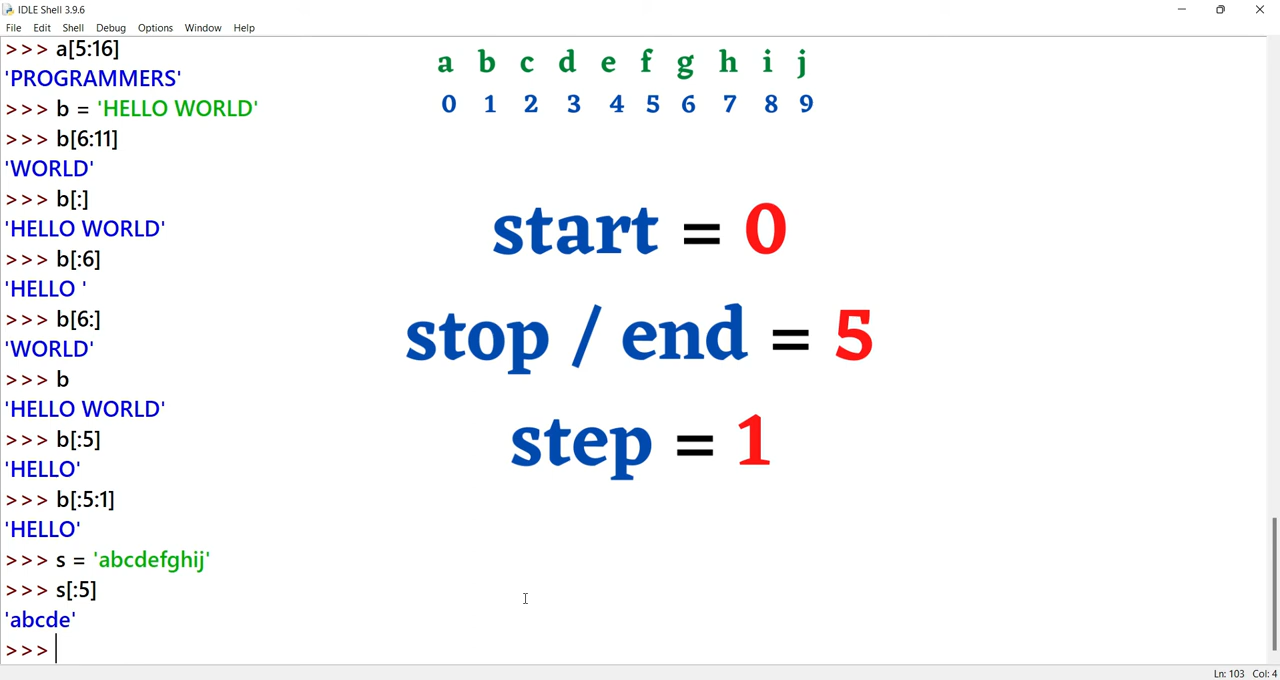 IDLE Shell 3.9.6
File Edit Shell Debug Options Window Help
>>> a[5:16]
'PROGRAMMERS'
>>> b = 'HELLO WORLD'
>>> b[6:11]
'WORLD'
>>> b[:]
'HELLO WORLD'
>>> b[:6]
'HELLO '
>>> b[6:]
'WORLD'
>>> b
'HELLO WORLD'
>>> b[:5]
'HELLO'
>>> b[:5:1]
'HELLO'
>>> s = 'abcdefghij'
>>> s[:5]
'abcde'
>>>
a b c d e f g h i j
0 1 2 3 4 5 6 7 8 9
start = 0
stop / end = 5
step = 1
Ln: 103 Col: 4